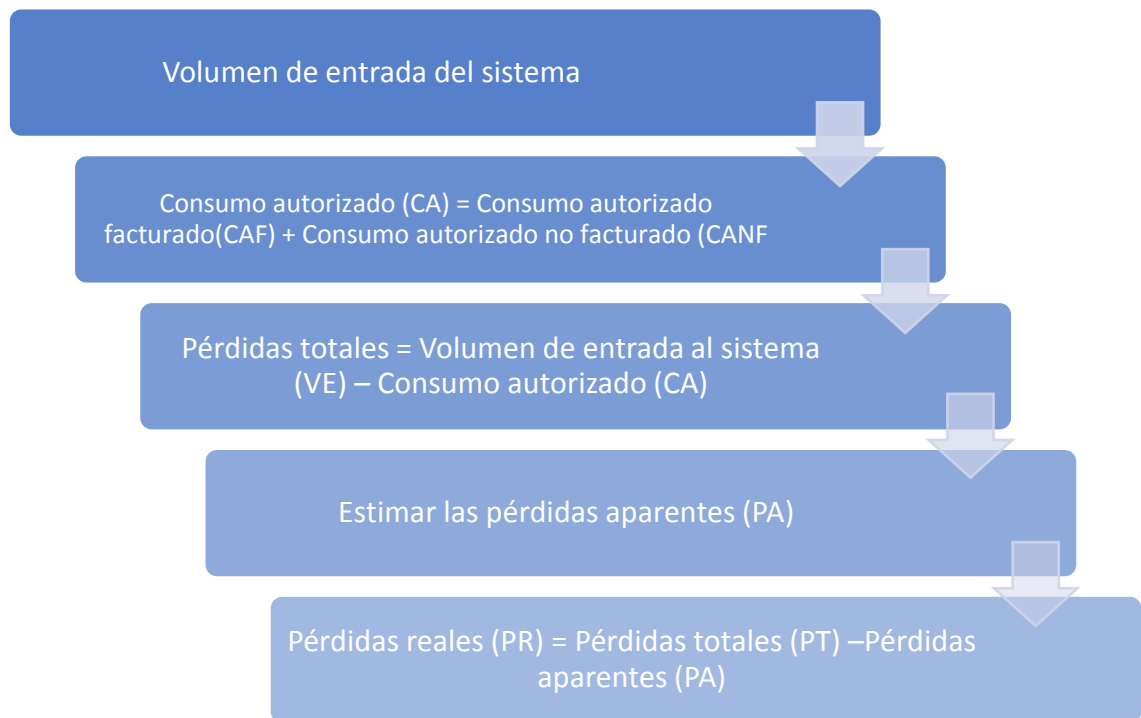 Volumen de entrada del sistema
Consumo autorizado (CA) = Consumo autorizado
facturado(CAF) + Consumo autorizado no facturado (CANF
Pérdidas totales = Volumen de entrada al sistema
(VE) – Consumo autorizado (CA)
Estimar las pérdidas aparentes (PA)
Pérdidas reales (PR) = Pérdidas totales (PT) –Pérdidas
aparentes (PA)